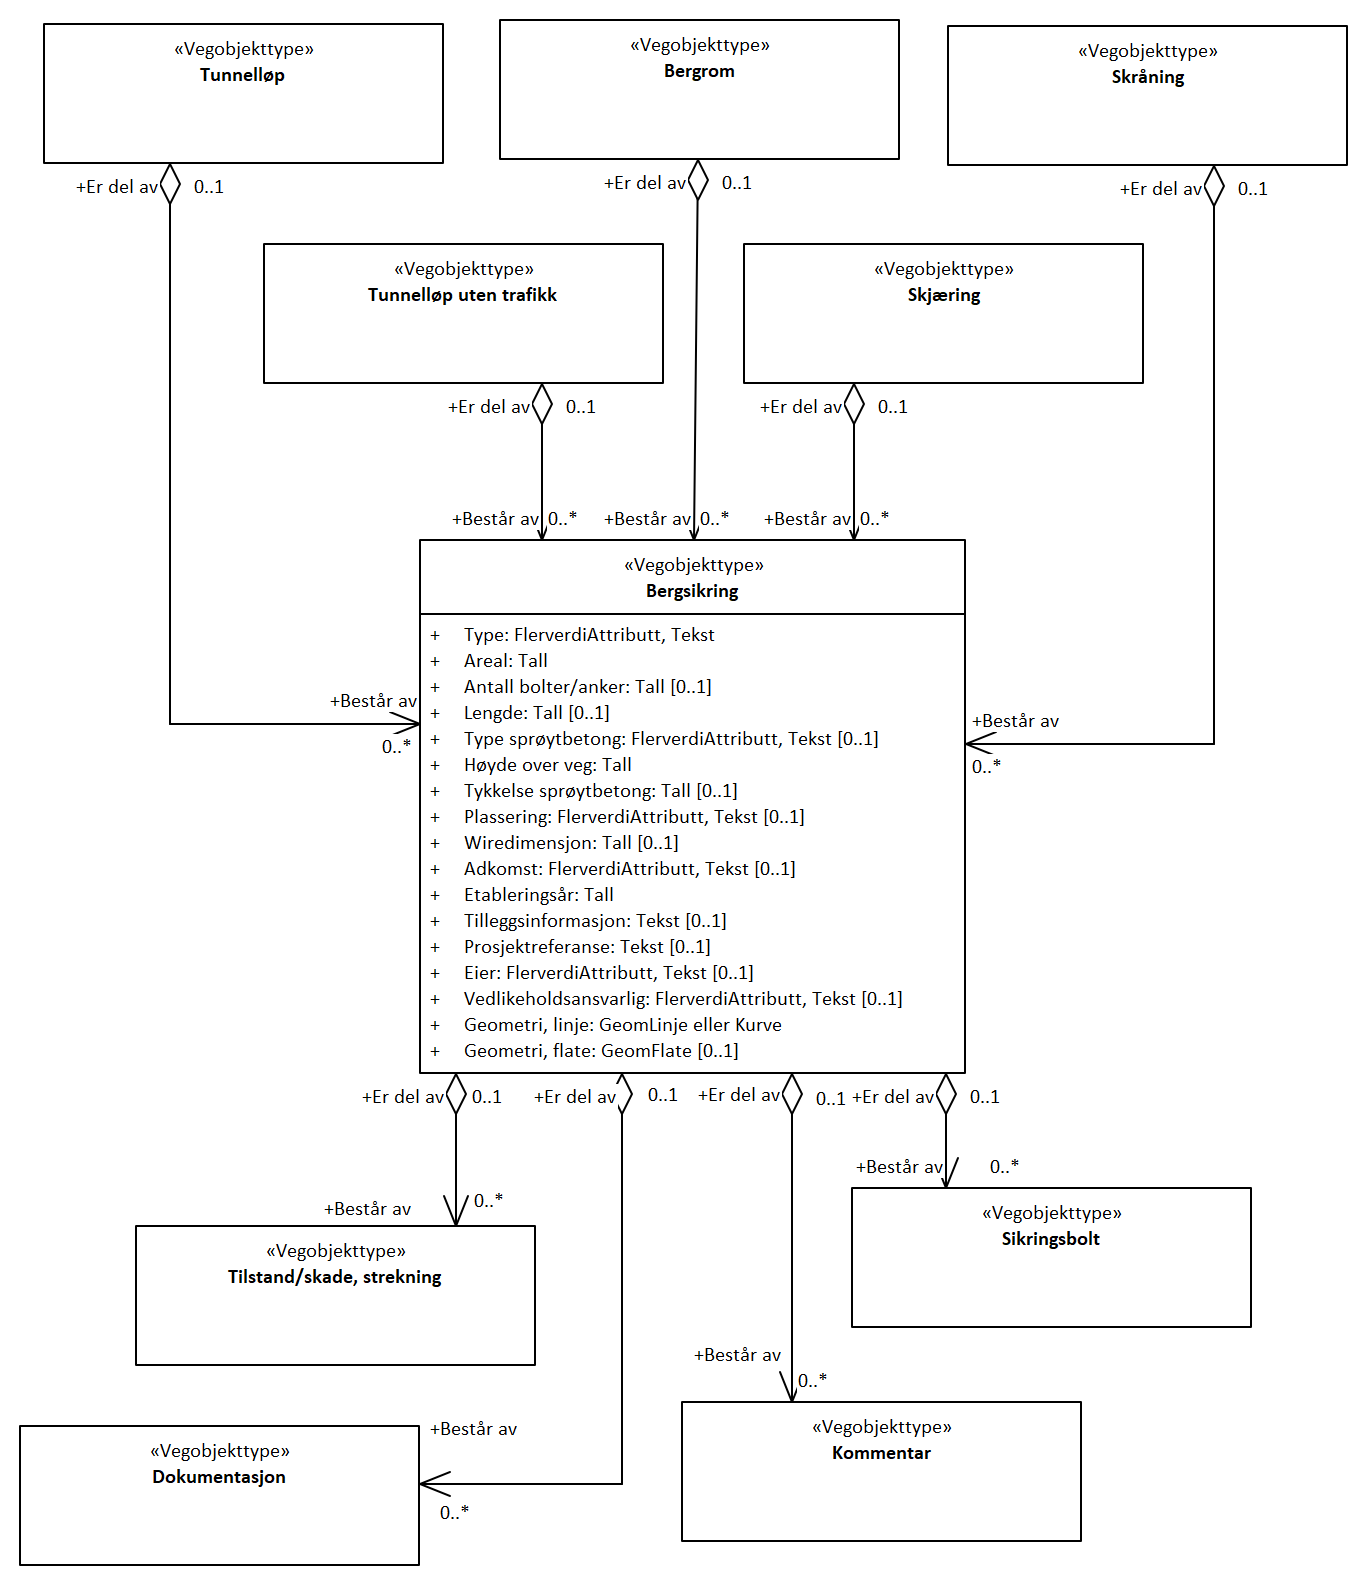 «Vegobjekttype»
Tunnelløp
«Vegobjekttype»
Bergrom
«Vegobjekttype»
Skråning
+Er del av
0..1
+Er del av
0..1
+Er del av
0..1
«Vegobjekttype»
Tunnelløp uten trafikk
«Vegobjekttype»
Skjæring
+Er del av
0..1
+Er del av
0..1
+Består av
0..*
+Består av
0..*
+Består av
0..*
«Vegobjekttype»
Bergsikring
+ Type: FlerverdiAttributt, Tekst
+ Areal: Tall
+ Antall bolter/anker: Tall [0..1]
+ Lengde: Tall [0..1]
+ Type sprøytbetong: FlerverdiAttributt, Tekst [0..1]
+ Høyde over veg: Tall
+ Tykkelse sprøytbetong: Tall [0..1]
+ Plassering: FlerverdiAttributt, Tekst [0..1]
+ Wiredimensjon: Tall [0..1]
+ Adkomst: FlerverdiAttributt, Tekst [0..1]
+ Etableringsår: Tall
+ Tilleggsinformasjon: Tekst [0..1]
+ Prosjektreferanse: Tekst [0..1]
+ Eier: FlerverdiAttributt, Tekst [0..1]
+ Vedlikeholdsansvarlig: FlerverdiAttributt, Tekst [0..1]
+ Geometri, linje: GeomLinje eller Kurve
+ Geometri, flate: GeomFlate [0..1]
+Består av
0..*
+Består av
0..*
+Er del av
0..1
+Er del av
0..1
+Er del av
0..1
+Er del av
0..1
+Består av
0..*
+Består av
0..*
«Vegobjekttype»
Sikringsbolt
«Vegobjekttype»
Tilstand/skade, strekning
+Består av
0..*
+Består av
0..*
«Vegobjekttype»
Kommentar
«Vegobjekttype»
Dokumentasjon